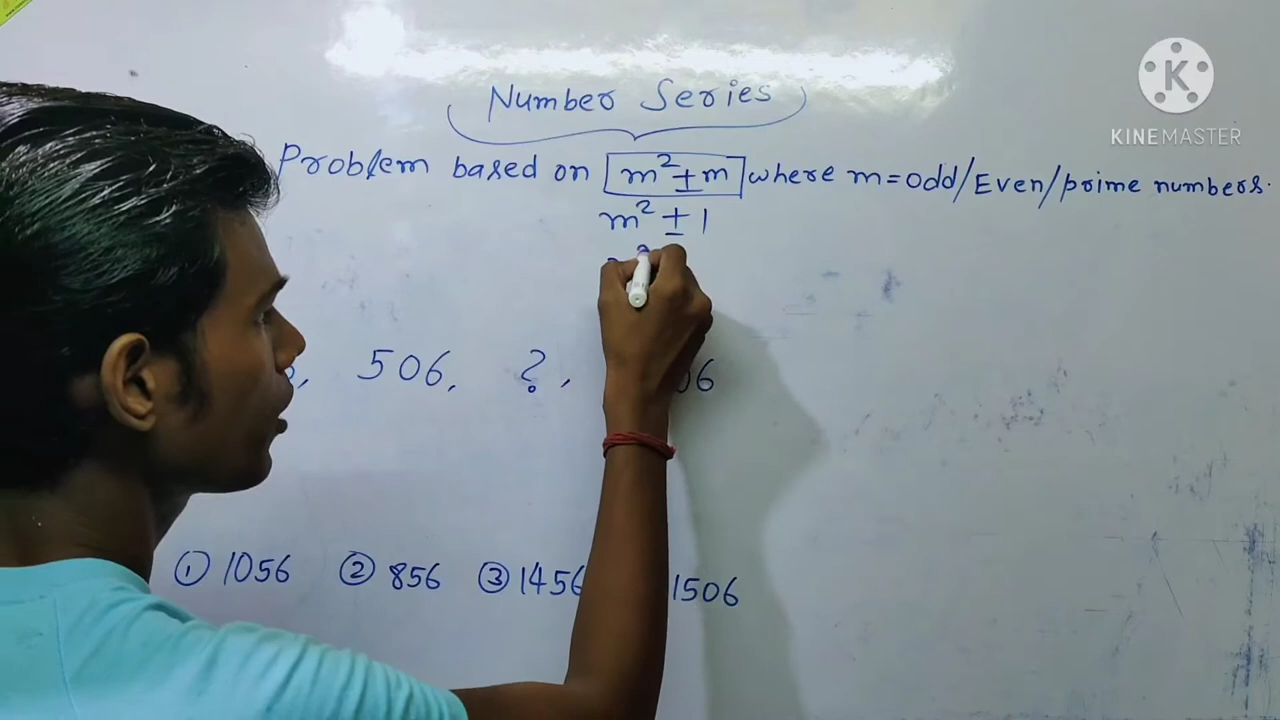 Number Series
K
KINEMASTER
Problem based on m² ± m where m = odd/Even/prime numbers.
m² ± 1
506, ?, 06
① 1056 ② 856 ③ 1456 1506